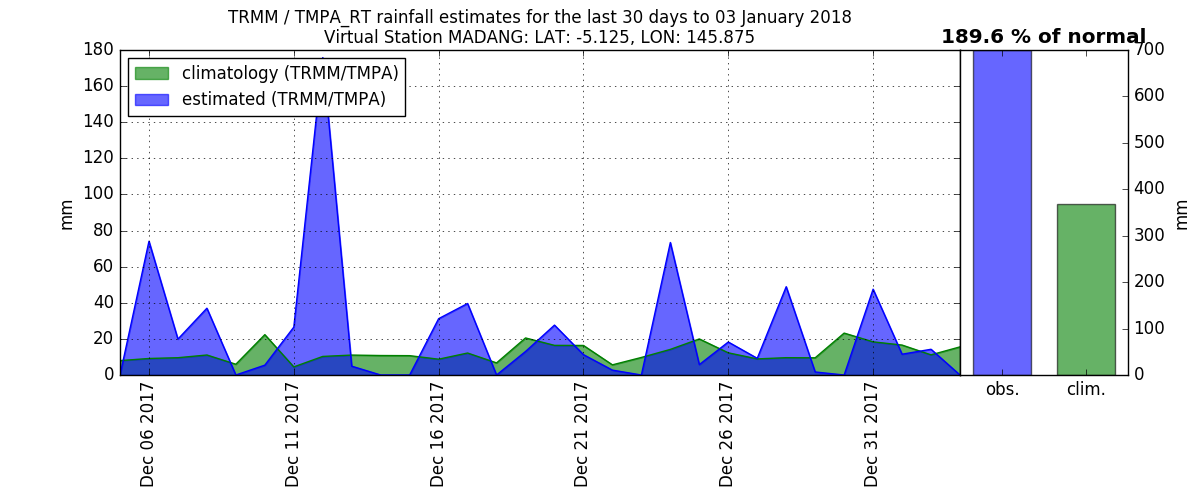 TRMM / TMPA_RT rainfall estimates for the last 30 days to 03 January 2018
Virtual Station MADANG: LAT: -5.125, LON: 145.875
189.6 % of normal
climatology (TRMM/TMPA)
estimated (TRMM/TMPA)
180
160
140
120
100
80
60
40
20
0
mm
Dec 06 2017
Dec 11 2017
Dec 16 2017
Dec 21 2017
Dec 26 2017
Dec 31 2017
obs.
clim.
700
600
500
400
300
200
100
0
mm